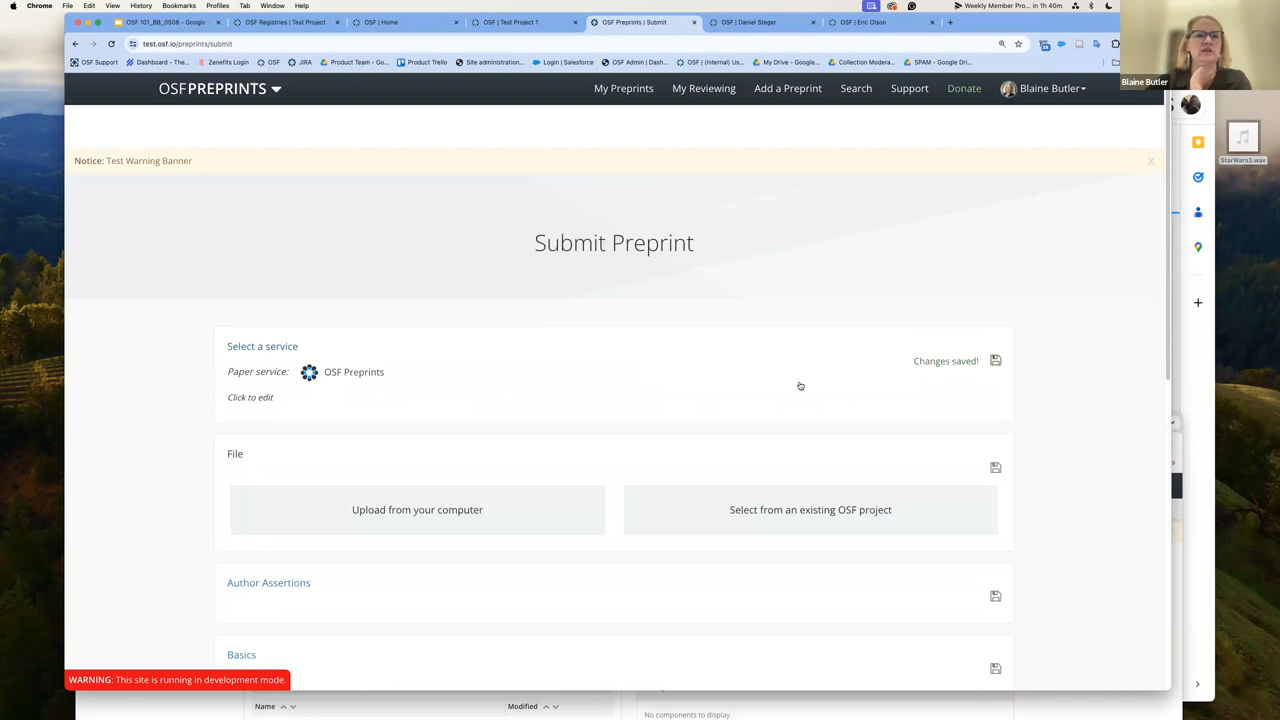 Chrome File Edit View History Bookmarks Profiles Tab Window Help
Weekly Member Pro... in 1h 40m
OSF 101_BB_0508 - Google
OSF Registries | Test Project
OSF | Home
OSF | Test Project 1
OSF Preprints | Submit
OSF | Daniel Steger
OSF | Eric Olson
test.osf.io/preprints/submit
OSF Support
Dashboard - The...
Zenefits Login
OSF
JIRA
Product Team - Go...
Product Trello
Site administration...
Login | Salesforce
OSF Admin | Dash...
OSF | (Internal) Us...
My Drive - Google...
Collection Modera...
SPAM - Google Dri...
Blaine Butler
OSFPREPRINTS
My Preprints
My Reviewing
Add a Preprint
Search
Support
Donate
Blaine Butler
StarWars3.wav
Notice: Test Warning Banner
x
Submit Preprint
Select a service
Changes saved!
Paper service: OSF Preprints
Click to edit
File
Upload from your computer
Select from an existing OSF project
Author Assertions
Basics
WARNING: This site is running in development mode.
Name
Modified
No components to display.